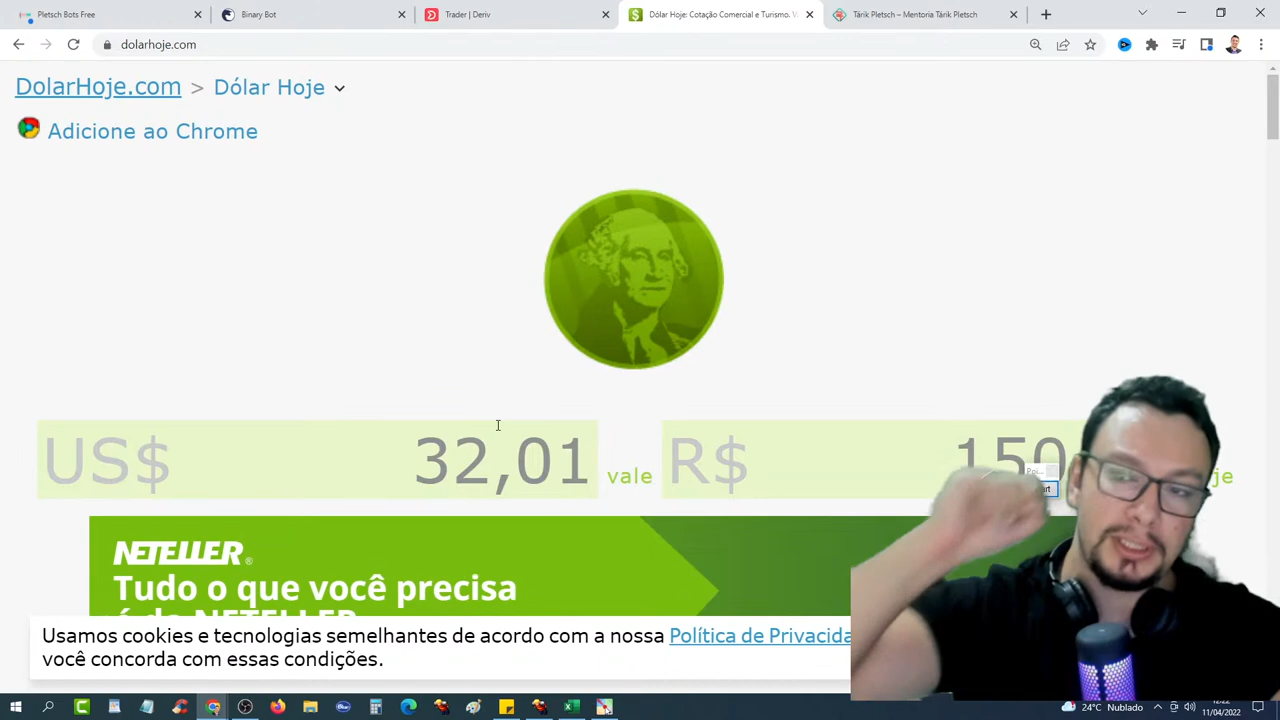 Pletsch Bots Free
Binary Bot
Trader | Deriv
Dólar Hoje: Cotação Comercial e Turismo. V
Tárik Pletsch – Mentoria Tárik Pletsch
dolarhoje.com
DolarHoje.com > Dólar Hoje
Adicione ao Chrome
US$ 32,01 vale R$ 150
NETELLER®
Tudo o que você precisa
Usamos cookies e tecnologias semelhantes de acordo com a nossa Política de Privacida
você concorda com essas condições.
24°C Nublado
12:22
11/04/2022